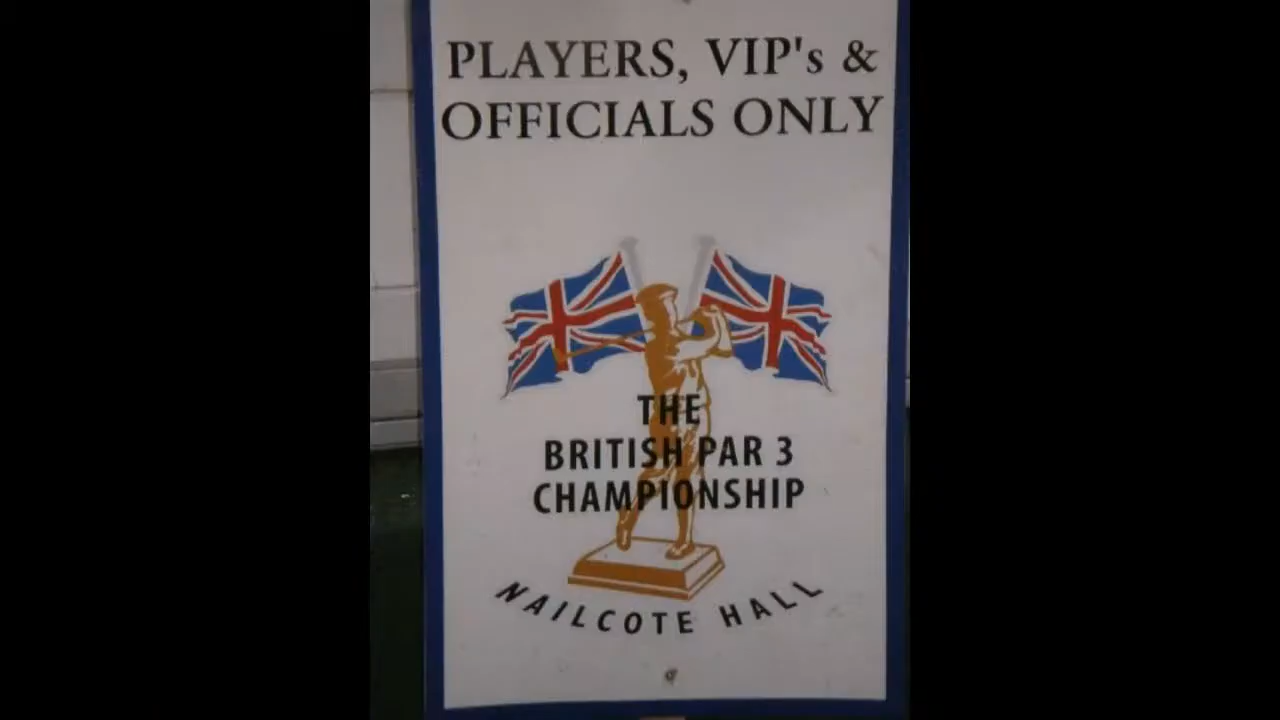 PLAYERS, VIP's &
OFFICIALS ONLY
THE
BRITISH PAR 3
CHAMPIONSHIP
NAILCOTE HALL